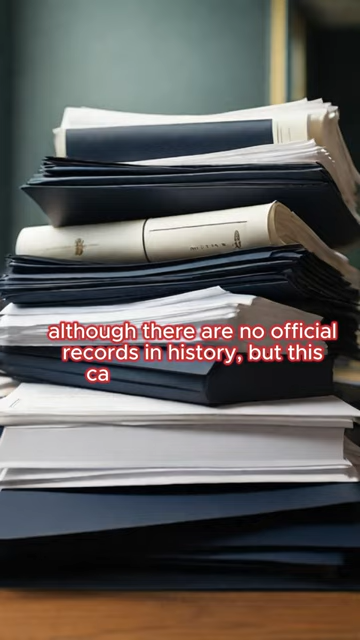 although there are no official
records in history, but this
ca